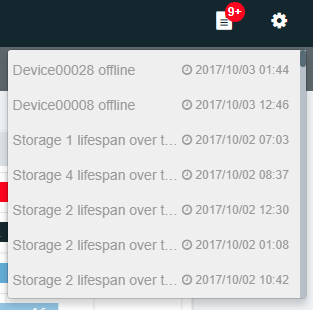 9+
Device00028 offline 2017/10/03 01:44
Device00008 offline 2017/10/03 12:46
Storage 1 lifespan over t... 2017/10/02 07:03
Storage 4 lifespan over t... 2017/10/02 08:37
Storage 2 lifespan over t... 2017/10/02 12:30
Storage 2 lifespan over t... 2017/10/02 01:08
Storage 2 lifespan over t... 2017/10/02 10:42